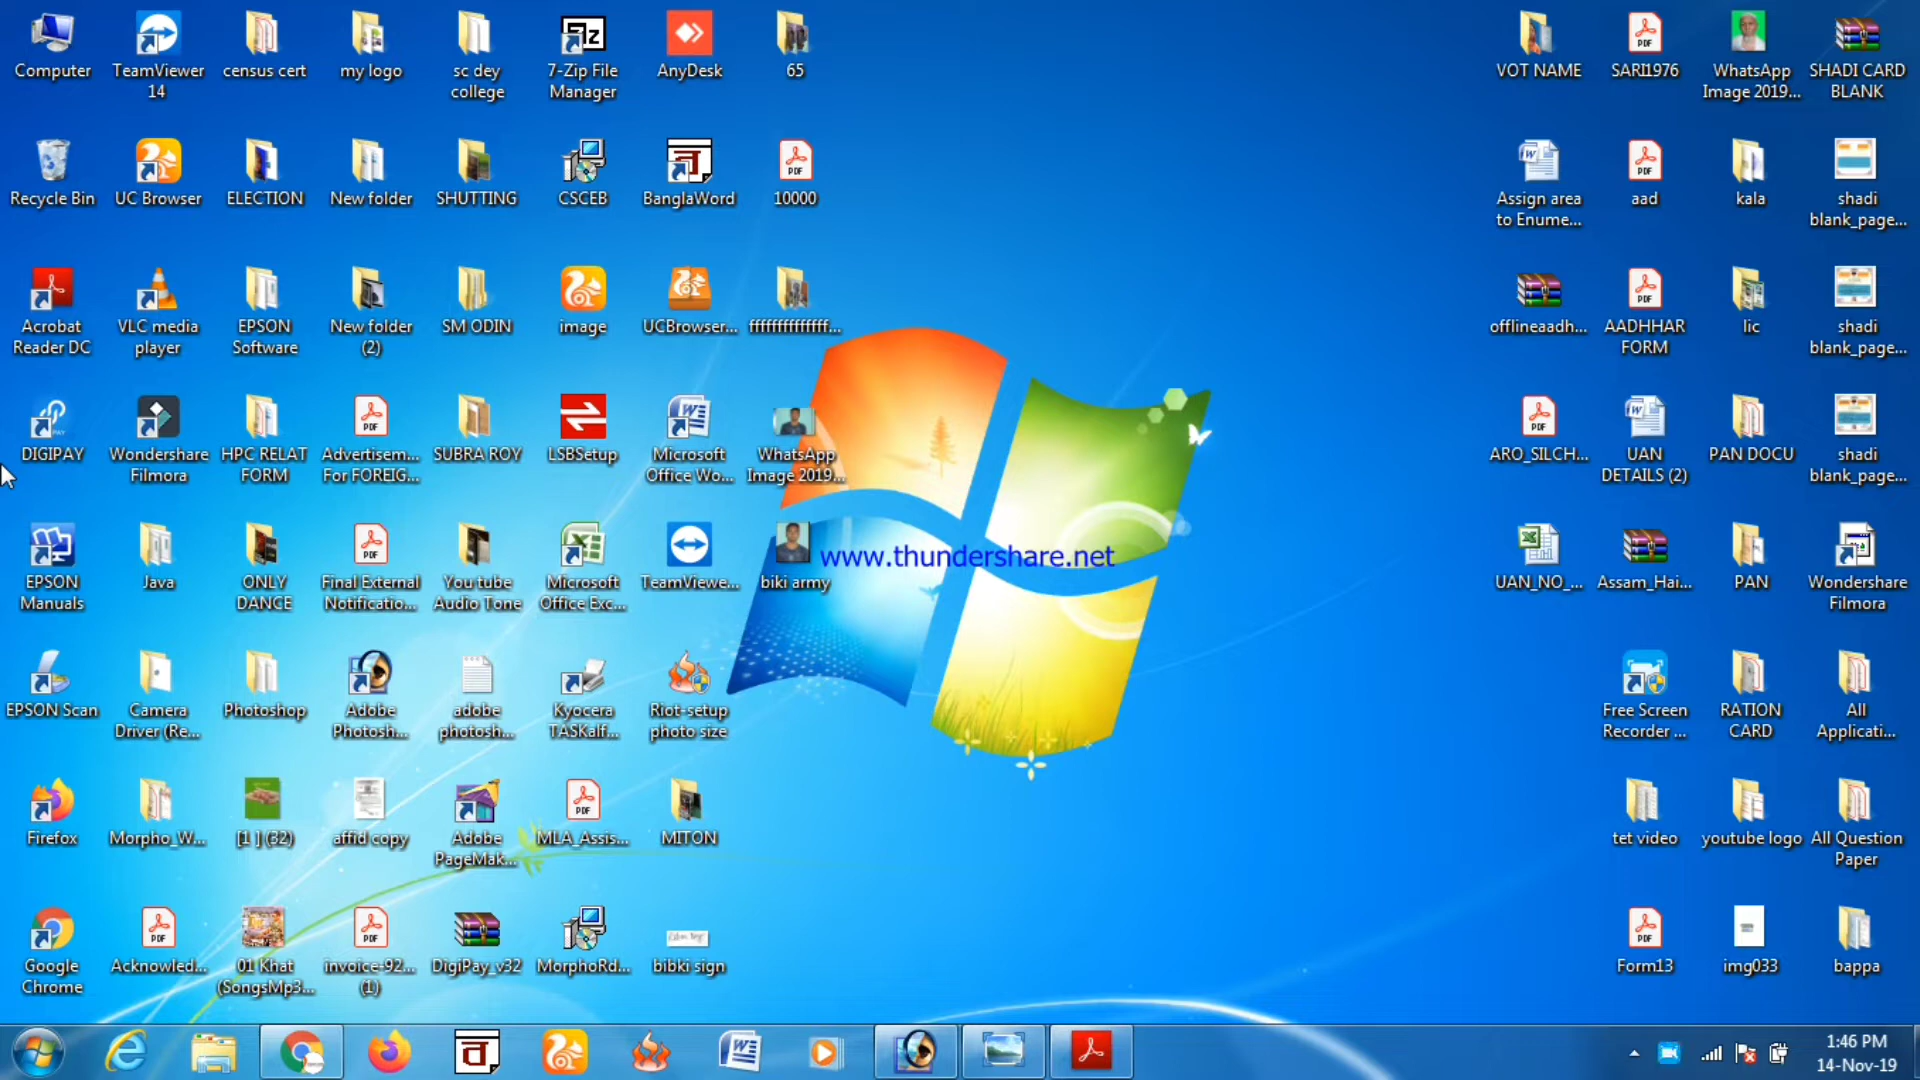 Computer
TeamViewer
14
census cert
my logo
sc dey
college
7-Zip File
Manager
AnyDesk
65
VOT NAME
SARI1976
WhatsApp
Image 2019...
SHADI CARD
BLANK
Recycle Bin
UC Browser
ELECTION
New folder
SHUTTING
CSCEB
BanglaWord
10000
Assign area
to Enume...
aad
kala
shadi
blank_page...
Acrobat
Reader DC
VLC media
player
EPSON
Software
New folder
(2)
SM ODIN
image
UCBrowser...
ffffffffffffff...
offlineaadh...
AADHHAR
FORM
lic
shadi
blank_page...
DIGIPAY
Wondershare
Filmora
HPC RELAT
FORM
Advertisem...
For FOREIG...
SUBRA ROY
LSBSetup
Microsoft
Office Wo...
WhatsApp
Image 2019...
ARO_SILCH...
UAN
DETAILS (2)
PAN DOCU
shadi
blank_page...
EPSON
Manuals
Java
ONLY
DANCE
Final External
Notificatio...
You tube
Audio Tone
Microsoft
Office Exc...
TeamViewe...
biki army
www.thundershare.net
UAN_NO_...
Assam_Hai...
PAN
Wondershare
Filmora
EPSON Scan
Camera
Driver (Re...
Photoshop
Adobe
Photosh...
adobe
photosh...
Kyocera
TASKalf...
Riot-setup
photo size
Free Screen
Recorder ...
RATION
CARD
All
Applicati...
Firefox
Morpho_W...
[1 ] (32)
affid copy
Adobe
PageMak...
MLA_Assis...
MITON
tet video
youtube logo
All Question
Paper
Google
Chrome
Acknowled...
01 Khat
(SongsMp3...
invoice-92...
(1)
DigiPay_v32
MorphoRd...
bibki sign
Form13
img033
bappa
1:46 PM
14-Nov-19